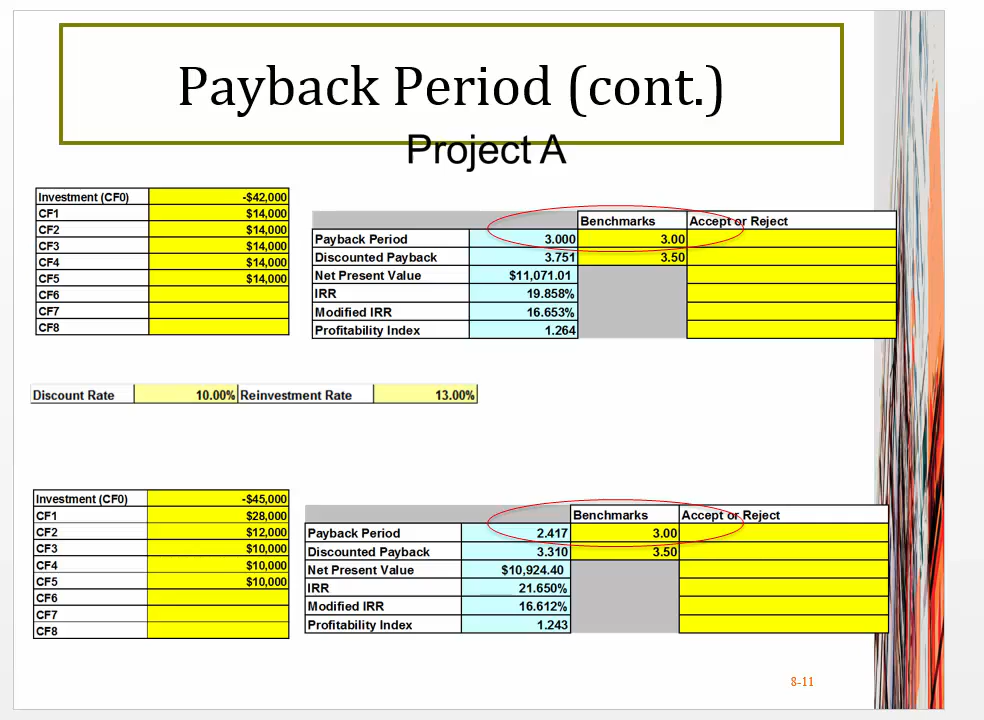 Payback Period (cont.)
Project A
Investment (CF0) -$42,000
CF1 $14,000
CF2 $14,000
CF3 $14,000
CF4 $14,000
CF5 $14,000
CF6
CF7
CF8
Benchmarks Accept or Reject
Payback Period 3.000 3.00
Discounted Payback 3.751 3.50
Net Present Value $11,071.01
IRR 19.858%
Modified IRR 16.653%
Profitability Index 1.264
Discount Rate 10.00% Reinvestment Rate 13.00%
Investment (CF0) -$45,000
CF1 $28,000
CF2 $12,000
CF3 $10,000
CF4 $10,000
CF5 $10,000
CF6
CF7
CF8
Benchmarks Accept or Reject
Payback Period 2.417 3.00
Discounted Payback 3.310 3.50
Net Present Value $10,924.40
IRR 21.650%
Modified IRR 16.612%
Profitability Index 1.243
8-11